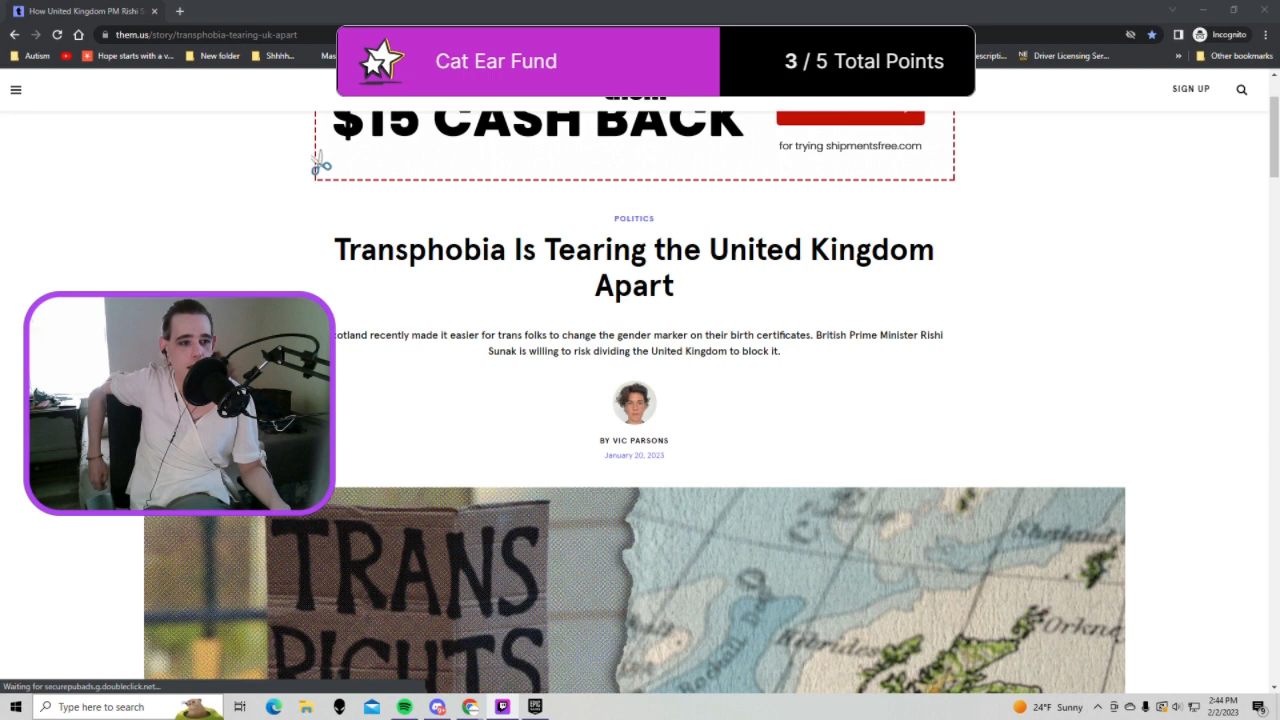 How United Kingdom PM Rishi S
them.us/story/transphobia-tearing-uk-apart
Incognito
Autism
YouTube
Hope starts with a v...
Shhhh...
Driver Licensing Ser...
Other bookmarks
Cat Ear Fund
3 / 5 Total Points
SIGN UP
$15 CASH BACK
for trying shipmentsfree.com
POLITICS
Transphobia Is Tearing the United Kingdom
Apart
otland recently made it easier for trans folks to change the gender marker on their birth certificates. British Prime Minister Rishi
Sunak is willing to risk dividing the United Kingdom to block it.
BY VIC PARSONS
January 20, 2023
TRANS
RIGHTS
Hebrides
Waiting for securepubads.g.doubleclick.net...
Type here to search
24°F Sunny
2:44 PM
2/2/2023